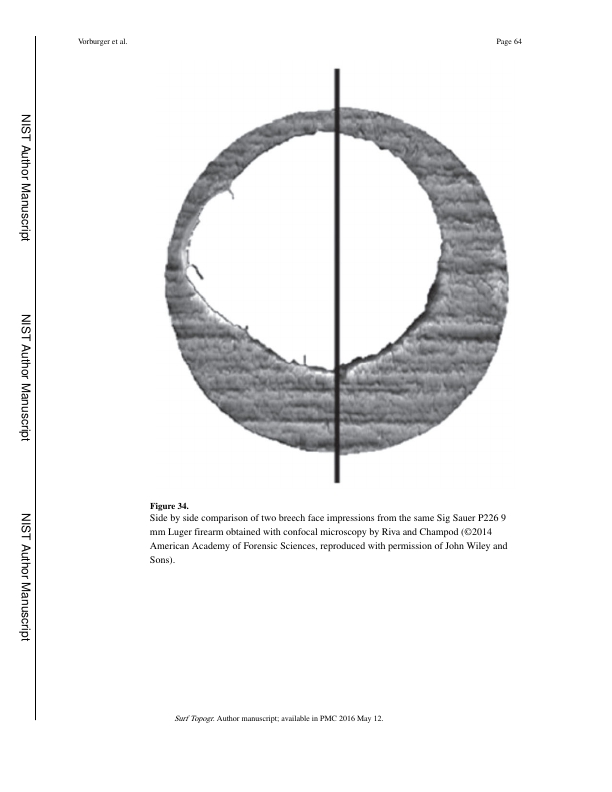 Vorburger et al.
Page 64
NIST Author Manuscript
NIST Author Manuscript
NIST Author Manuscript
Figure 34.
Side by side comparison of two breech face impressions from the same Sig Sauer P226 9
mm Luger firearm obtained with confocal microscopy by Riva and Champod (©2014
American Academy of Forensic Sciences, reproduced with permission of John Wiley and
Sons).
Surf Topogr. Author manuscript; available in PMC 2016 May 12.